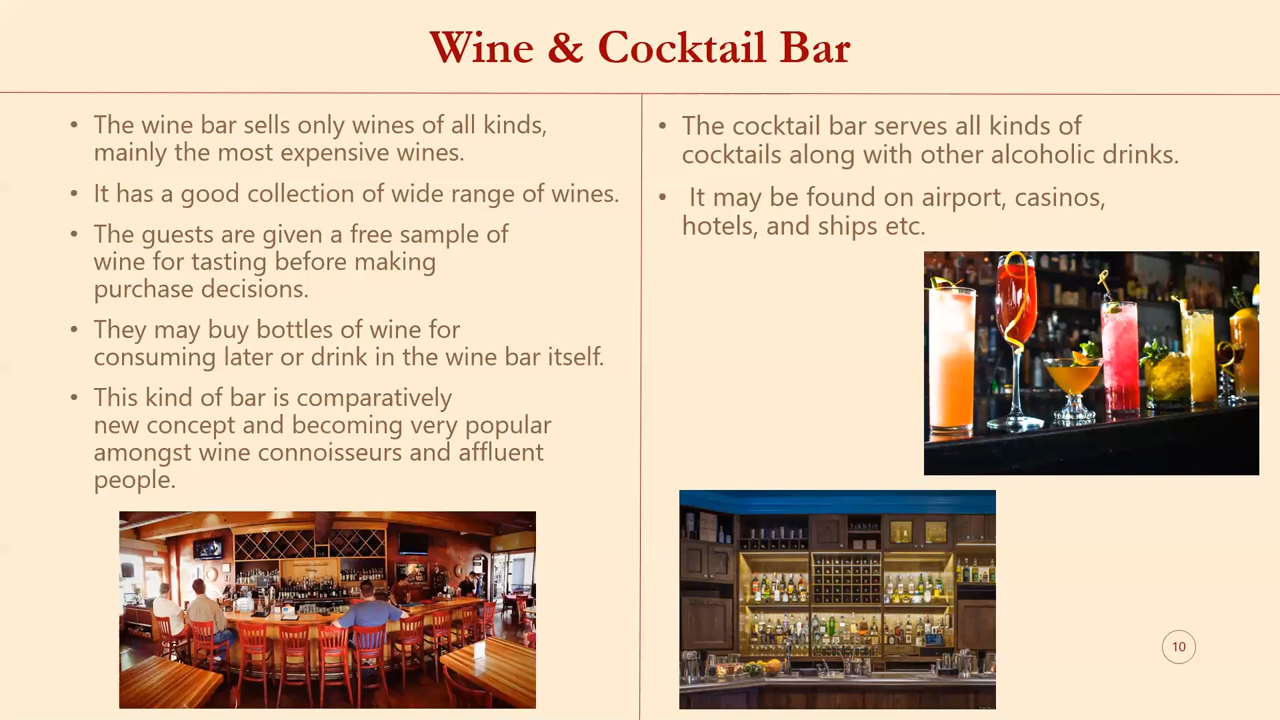 Wine & Cocktail Bar
• The wine bar sells only wines of all kinds,
mainly the most expensive wines.
• It has a good collection of wide range of wines.
• The guests are given a free sample of
wine for tasting before making
purchase decisions.
• They may buy bottles of wine for
consuming later or drink in the wine bar itself.
• This kind of bar is comparatively
new concept and becoming very popular
amongst wine connoisseurs and affluent
people.
• The cocktail bar serves all kinds of
cocktails along with other alcoholic drinks.
• It may be found on airport, casinos,
hotels, and ships etc.
10